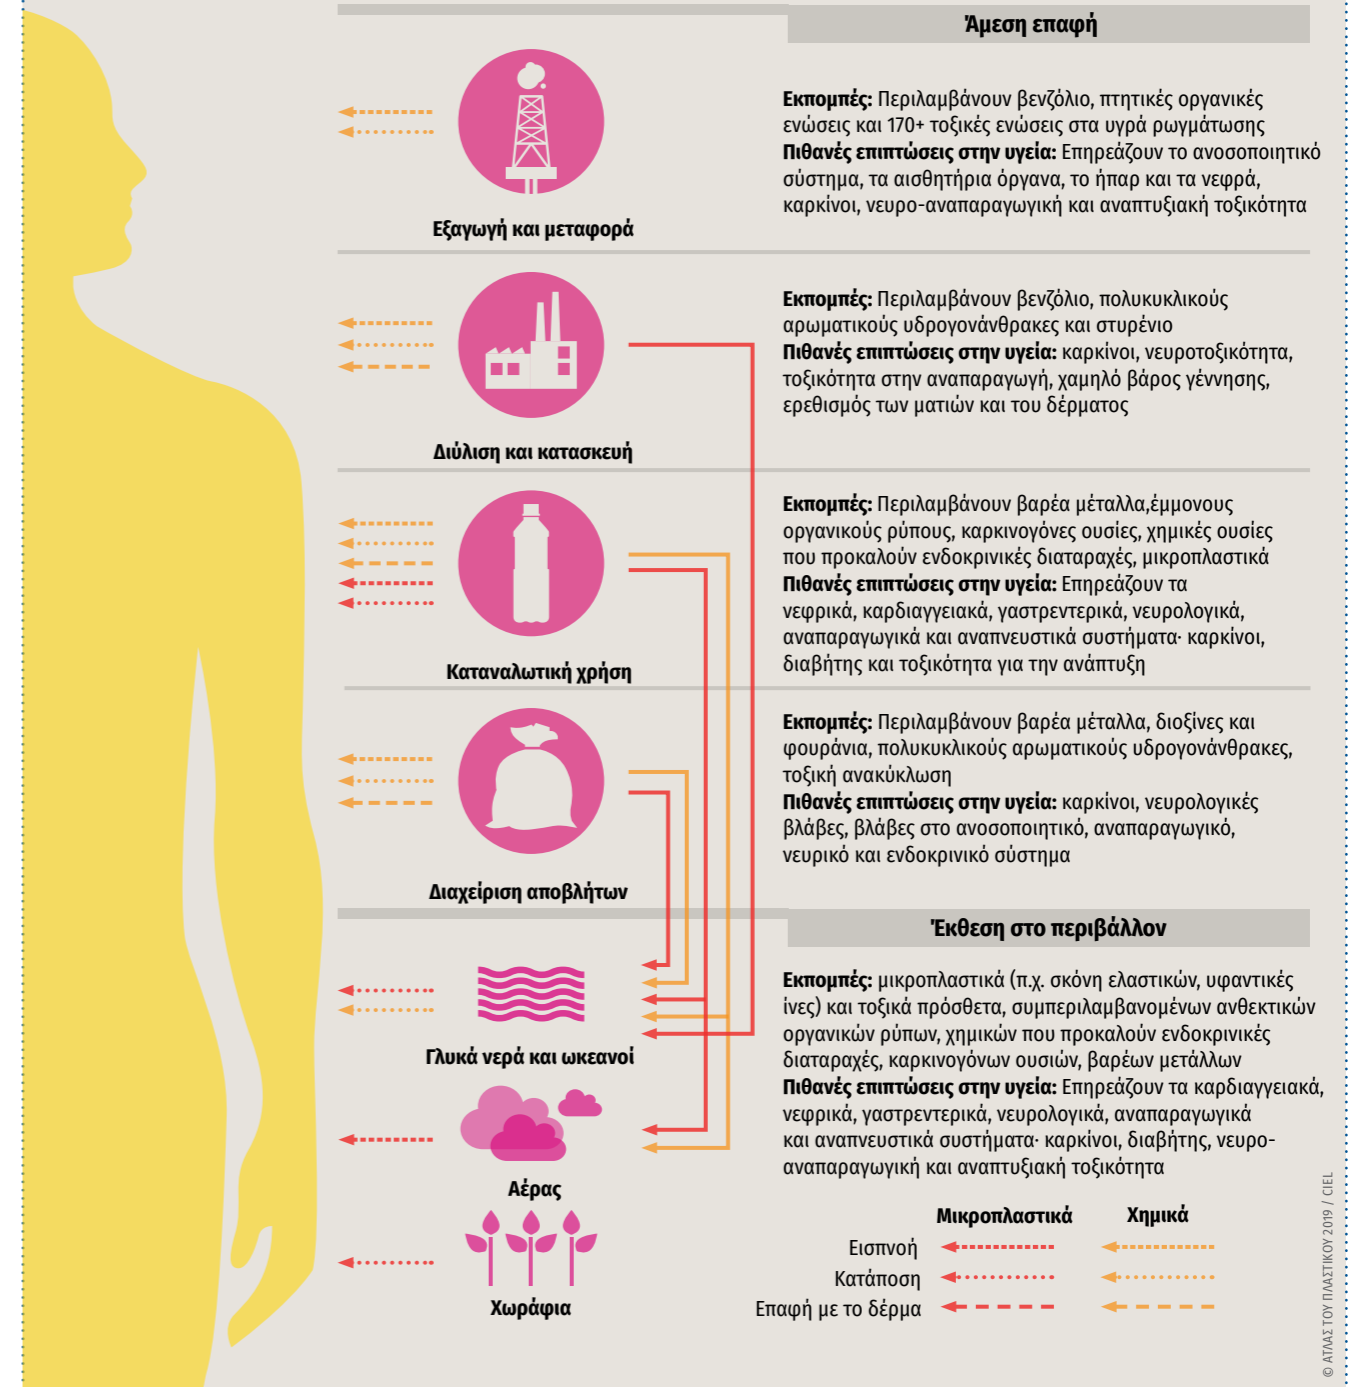 Άμεση επαφή
Εκπομπές: Περιλαμβάνουν βενζόλιο, πτητικές οργανικές
ενώσεις και 170+ τοξικές ενώσεις στα υγρά ρωγμάτωσης
Πιθανές επιπτώσεις στην υγεία: Επηρεάζουν το ανοσοποιητικό
σύστημα, τα αισθητήρια όργανα, το ήπαρ και τα νεφρά,
καρκίνοι, νευρο-αναπαραγωγική και αναπτυξιακή τοξικότητα
Εξαγωγή και μεταφορά
Εκπομπές: Περιλαμβάνουν βενζόλιο, πολυκυκλικούς
αρωματικούς υδρογονάνθρακες και στυρένιο
Πιθανές επιπτώσεις στην υγεία: καρκίνοι, νευροτοξικότητα,
τοξικότητα στην αναπαραγωγή, χαμηλό βάρος γέννησης,
ερεθισμός των ματιών και του δέρματος
Διύλιση και κατασκευή
Εκπομπές: Περιλαμβάνουν βαρέα μέταλλα,έμμονους
οργανικούς ρύπους, καρκινογόνες ουσίες, χημικές ουσίες
που προκαλούν ενδοκρινικές διαταραχές, μικροπλαστικά
Πιθανές επιπτώσεις στην υγεία: Επηρεάζουν τα
νεφρικά, καρδιαγγειακά, γαστρεντερικά, νευρολογικά,
αναπαραγωγικά και αναπνευστικά συστήματα· καρκίνοι,
διαβήτης και τοξικότητα για την ανάπτυξη
Καταναλωτική χρήση
Εκπομπές: Περιλαμβάνουν βαρέα μέταλλα, διοξίνες και
φουράνια, πολυκυκλικούς αρωματικούς υδρογονάνθρακες,
τοξική ανακύκλωση
Πιθανές επιπτώσεις στην υγεία: καρκίνοι, νευρολογικές
βλάβες, βλάβες στο ανοσοποιητικό, αναπαραγωγικό,
νευρικό και ενδοκρινικό σύστημα
Διαχείριση αποβλήτων
Έκθεση στο περιβάλλον
Εκπομπές: μικροπλαστικά (π.χ. σκόνη ελαστικών, υφαντικές
ίνες) και τοξικά πρόσθετα, συμπεριλαμβανομένων ανθεκτικών
οργανικών ρύπων, χημικών που προκαλούν ενδοκρινικές
διαταραχές, καρκινογόνων ουσιών, βαρέων μετάλλων
Πιθανές επιπτώσεις στην υγεία: Επηρεάζουν τα καρδιαγγειακά,
νεφρικά, γαστρεντερικά, νευρολογικά, αναπαραγωγικά
και αναπνευστικά συστήματα· καρκίνοι, διαβήτης, νευρο-
αναπαραγωγική και αναπτυξιακή τοξικότητα
Γλυκά νερά και ωκεανοί
Αέρας
Χωράφια
Μικροπλαστικά Χημικά
Εισπνοή
Κατάποση
Επαφή με το δέρμα
© ΑΤΛΑΣ ΤΟΥ ΠΛΑΣΤΙΚΟΥ 2019 / CIEL